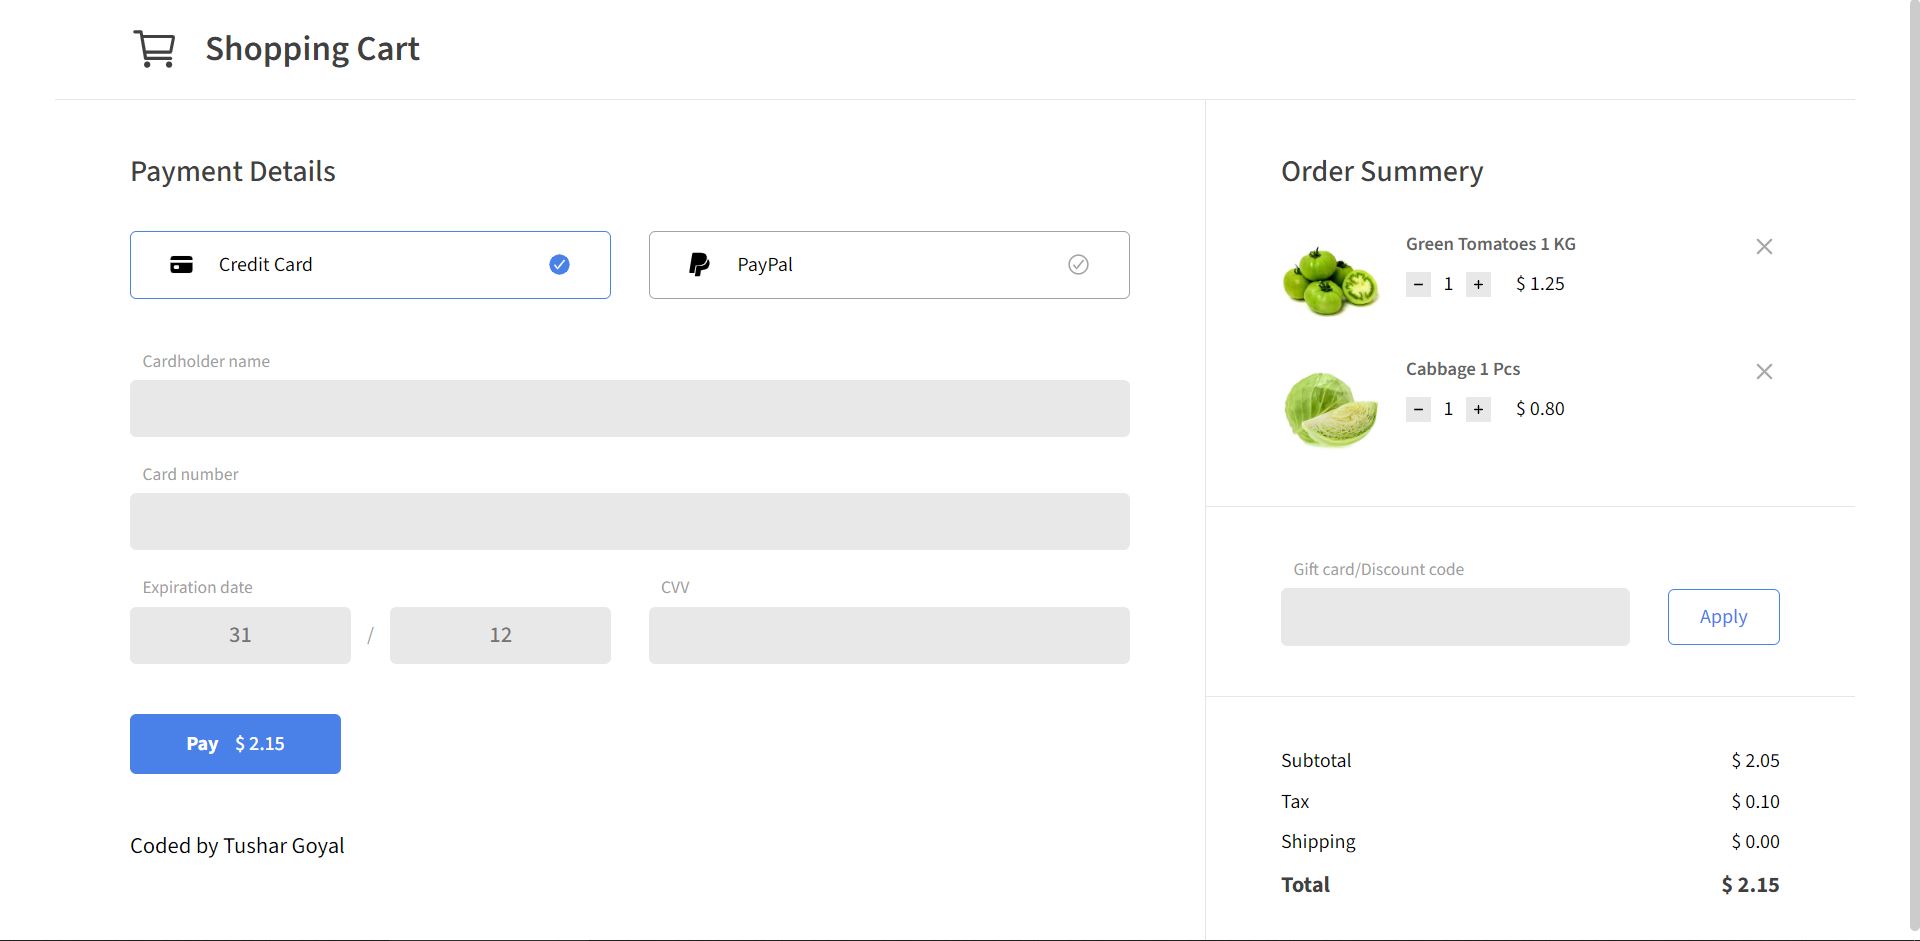 Shopping Cart
Payment Details
Credit Card
PayPal
Cardholder name
Card number
Expiration date
CVV
31 / 12
Pay $ 2.15
Coded by Tushar Goyal
Order Summery
Green Tomatoes 1 KG
− 1 + $ 1.25
Cabbage 1 Pcs
− 1 + $ 0.80
Gift card/Discount code
Apply
Subtotal $ 2.05
Tax $ 0.10
Shipping $ 0.00
Total $ 2.15